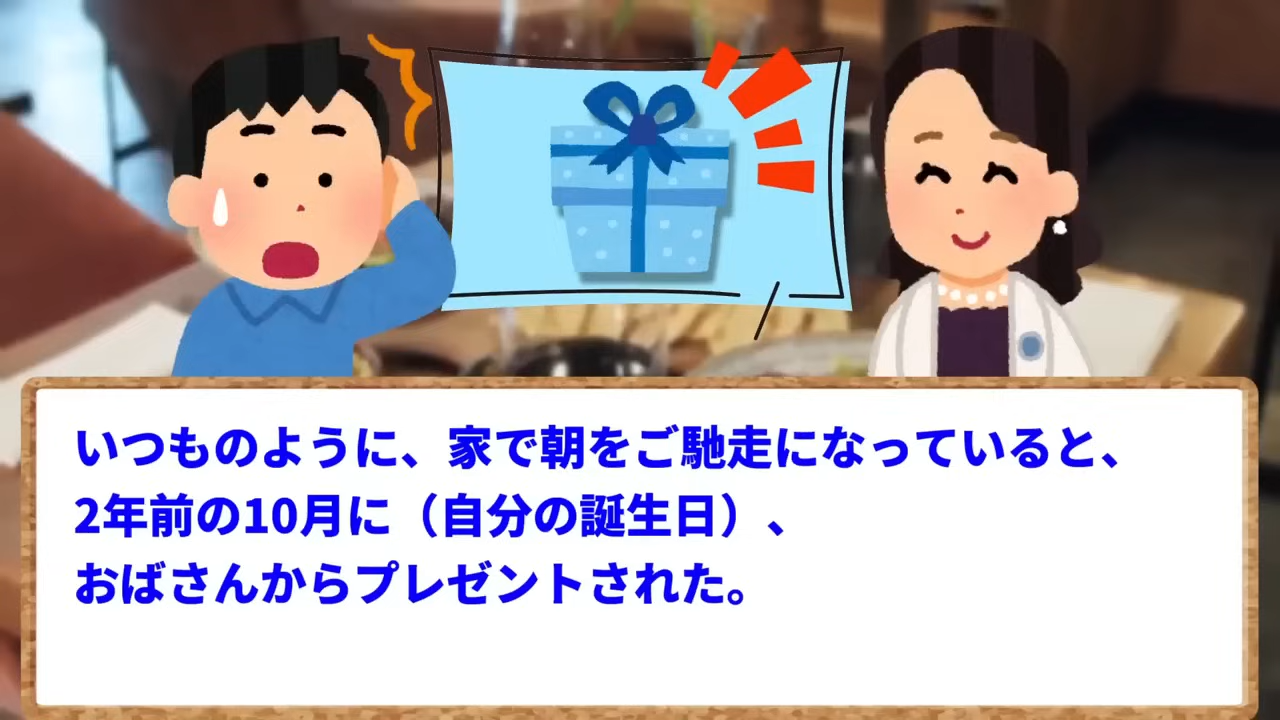 いつものように、家で朝をご馳走になっていると、
2年前の10月に（自分の誕生日）、
おばさんからプレゼントされた。